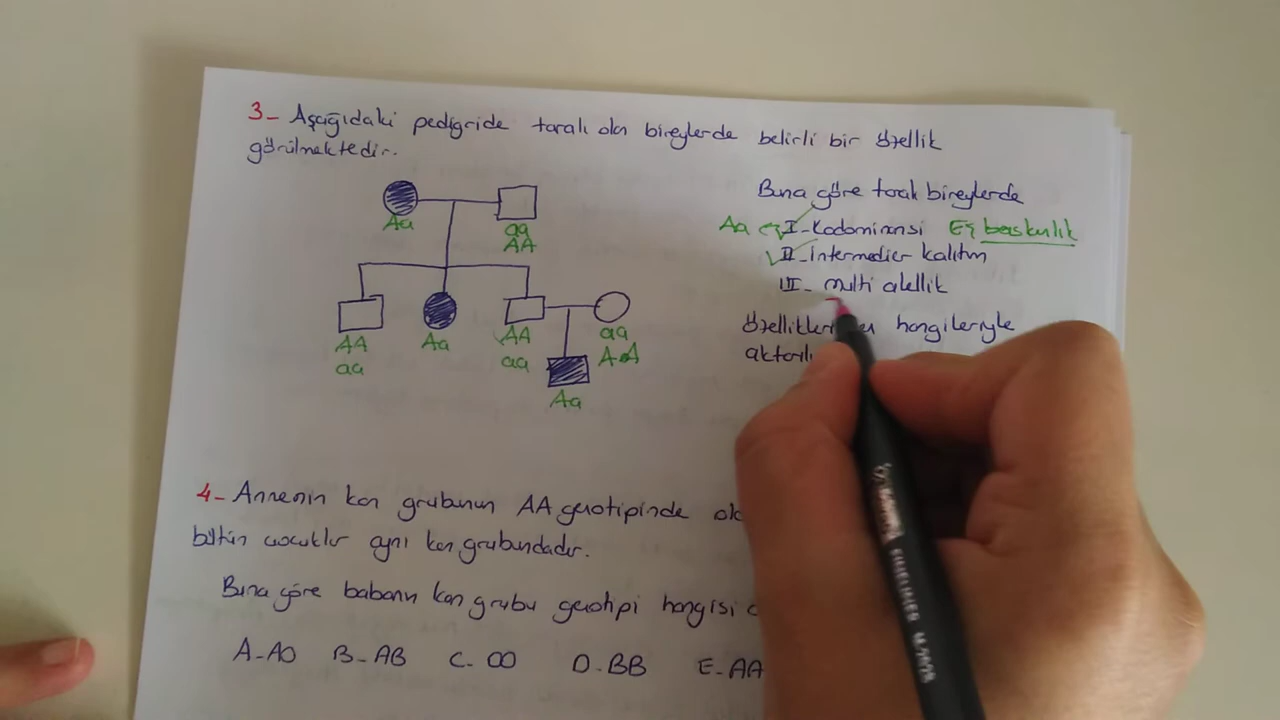 3- Aşağıdaki pedigride taralı olan bireylerde belirli bir özellik
görülmektedir.
Buna göre taralı bireylerde
Aa I- Kodominansi Eş baskınlık
II- İntermedier kalıtım
III- multi alellik
hangileriyle
Aa
aa
AA
AA
aa
Aa
AA
aa
aa
AA
Aa
4- Annenin kan grubunun AA genotipinde
bütün çocuklar aynı kan grubundadır.
Buna göre babanın kan grubu genotipi hangisi
A- AO B- AB C- OO D- BB E- AA
FINELINER